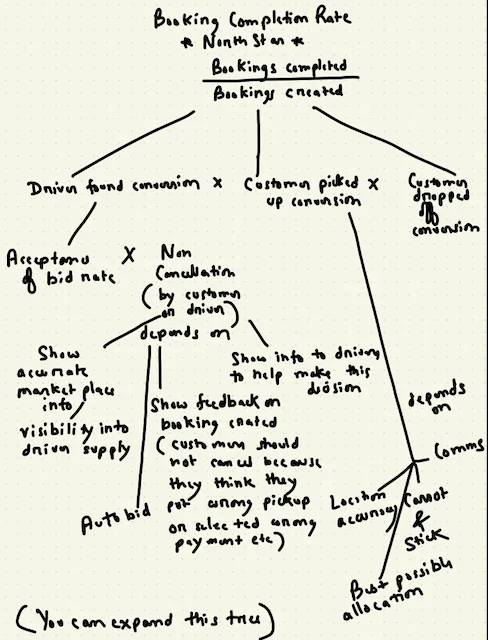 Booking Completion Rate
* North Star *
Bookings completed
Bookings created
Driver found conversion x Customer picked up conversion x Customer dropped off conversion
Acceptance
of bid rate
X
Non
Cancellation
(by customer
or driver)
depends on
Show
accurate
market place
info
visibility into
driver supply
Auto bid
Show feedback on
booking created
(customers should
not cancel because
they think they
put wrong pickup
or selected wrong
payment etc)
Show info to drivers
to help make this
decision
depends
on
Comms
Location
accuracy
Carrot
&
Stick
Best possible
allocation
(You can expand this tree)